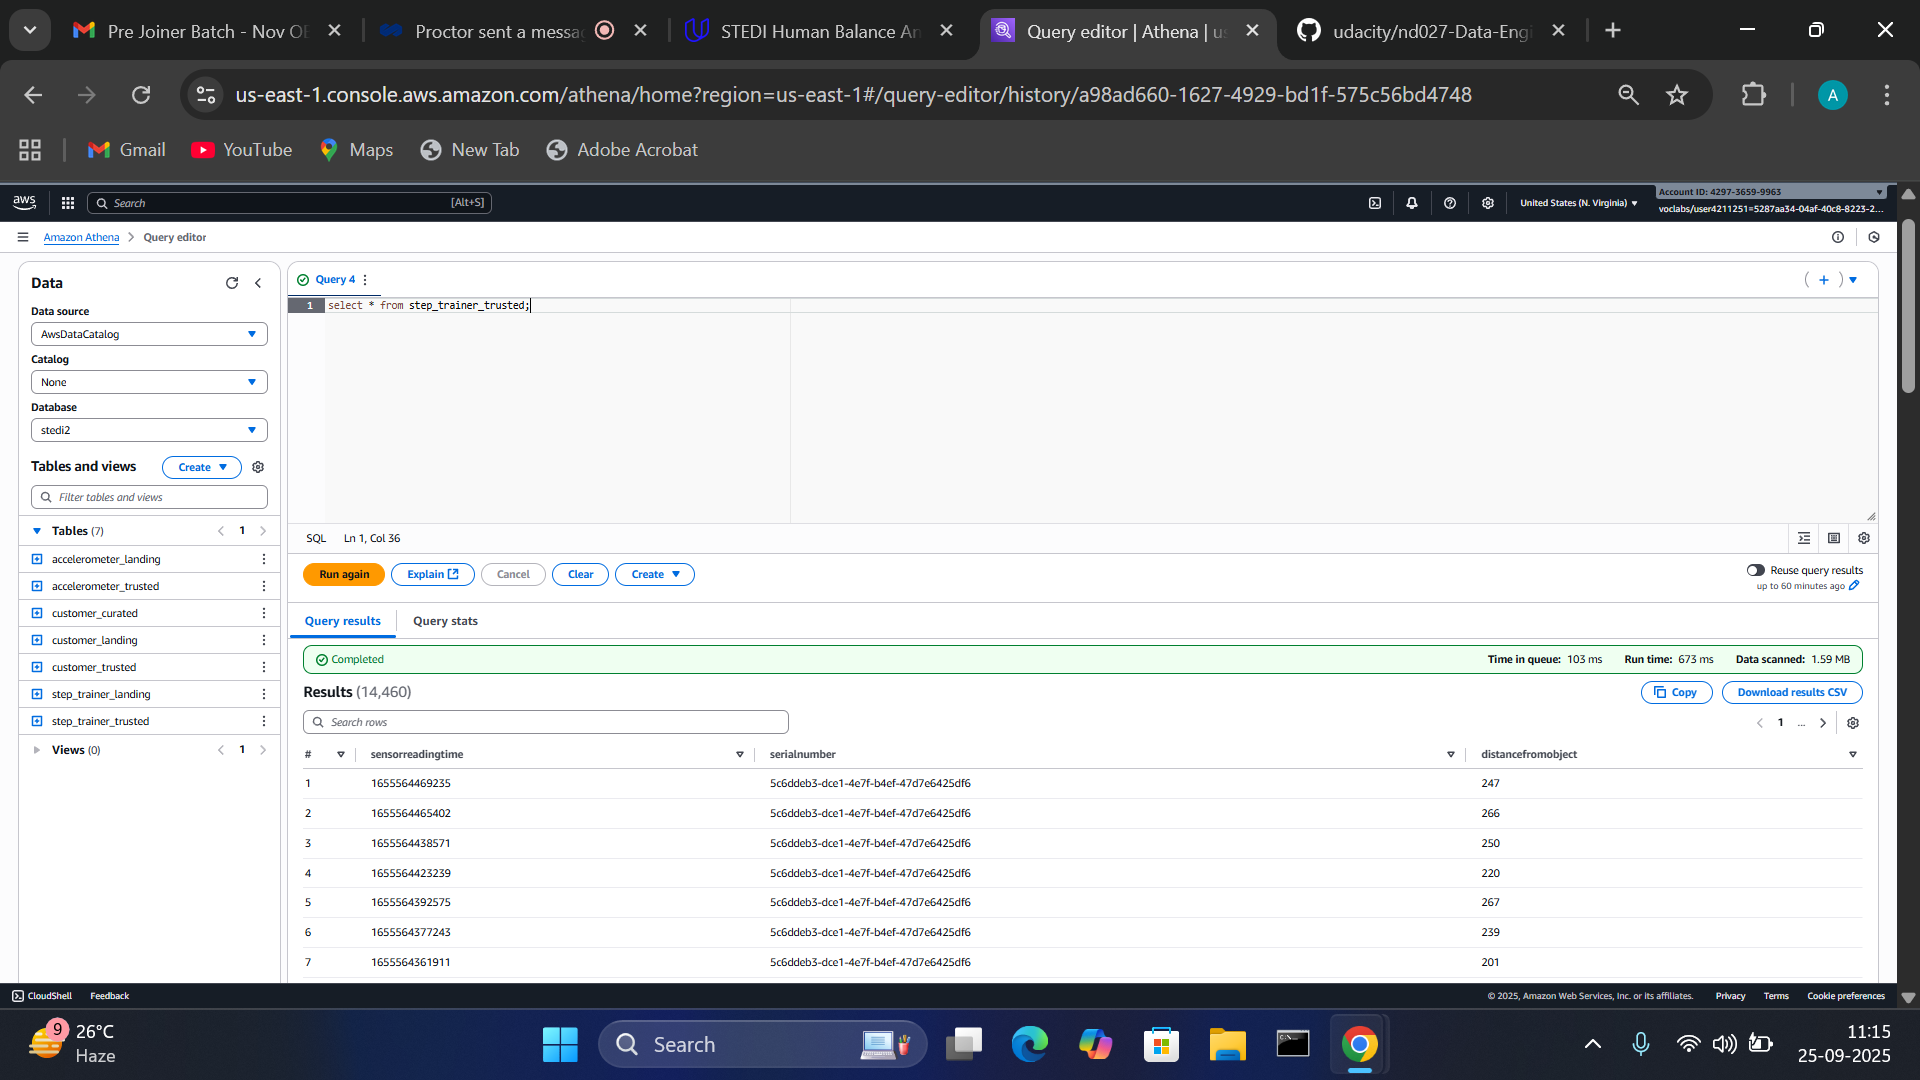 Pre Joiner Batch - Nov OB
Proctor sent a messag
STEDI Human Balance An
Query editor | Athena | us
udacity/nd027-Data-Engi
us-east-1.console.aws.amazon.com/athena/home?region=us-east-1#/query-editor/history/a98ad660-1627-4929-bd1f-575c56bd4748
A
Gmail
YouTube
Maps
New Tab
Adobe Acrobat
aws
Search
[Alt+S]
United States (N. Virginia)
Account ID: 4297-3659-9963
voclabs/user4211251=5287aa34-04af-40c8-8223-2...
Amazon Athena
Query editor
Data
Data source
AwsDataCatalog
Catalog
None
Database
stedi2
Tables and views
Create
Filter tables and views
Tables (7)
1
accelerometer_landing
accelerometer_trusted
customer_curated
customer_landing
customer_trusted
step_trainer_landing
step_trainer_trusted
Views (0)
1
Query 4
1 select * from step_trainer_trusted;
SQL Ln 1, Col 36
Run again
Explain
Cancel
Clear
Create
Reuse query results
up to 60 minutes ago
Query results
Query stats
Completed
Time in queue: 103 ms Run time: 673 ms Data scanned: 1.59 MB
Results (14,460)
Copy
Download results CSV
Search rows
1 ...
# sensorreadingtime serialnumber distancefromobject
1 1655564469235 5c6ddeb3-dce1-4e7f-b4ef-47d7e6425df6 247
2 1655564465402 5c6ddeb3-dce1-4e7f-b4ef-47d7e6425df6 266
3 1655564438571 5c6ddeb3-dce1-4e7f-b4ef-47d7e6425df6 250
4 1655564423239 5c6ddeb3-dce1-4e7f-b4ef-47d7e6425df6 220
5 1655564392575 5c6ddeb3-dce1-4e7f-b4ef-47d7e6425df6 267
6 1655564377243 5c6ddeb3-dce1-4e7f-b4ef-47d7e6425df6 239
7 1655564361911 5c6ddeb3-dce1-4e7f-b4ef-47d7e6425df6 201
CloudShell
Feedback
© 2025, Amazon Web Services, Inc. or its affiliates.
Privacy
Terms
Cookie preferences
9
26°C
Haze
Search
11:15
25-09-2025